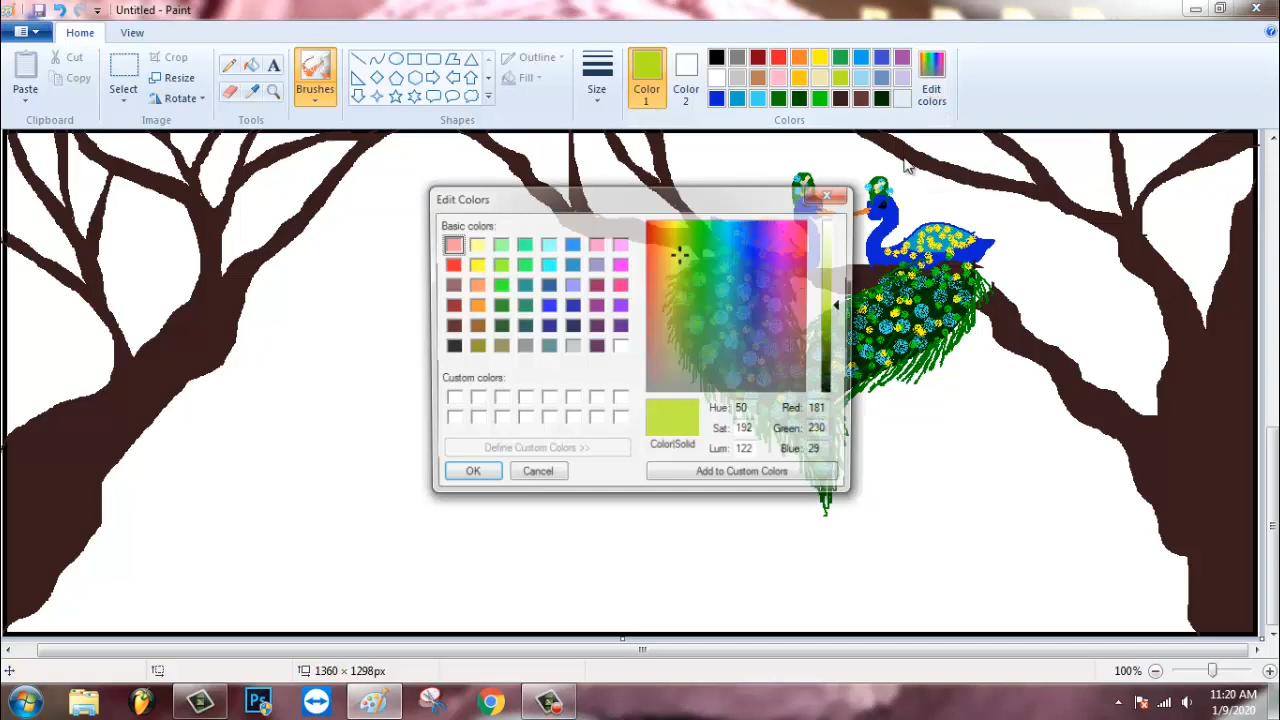 Untitled - Paint
Home View
Paste
Cut
Copy
Clipboard
Select
Crop
Resize
Rotate
Image
A
Tools
Brushes
Outline
Fill
Shapes
Size
Color 1
Color 2
Edit colors
Colors
Edit Colors
Basic colors:
Custom colors:
Define Custom Colors >>
OK Cancel
Color|Solid
Hue: 50 Red: 181
Sat: 192 Green: 230
Lum: 122 Blue: 29
Add to Custom Colors
1360 × 1298px
100%
Ps
11:20 AM
1/9/2020